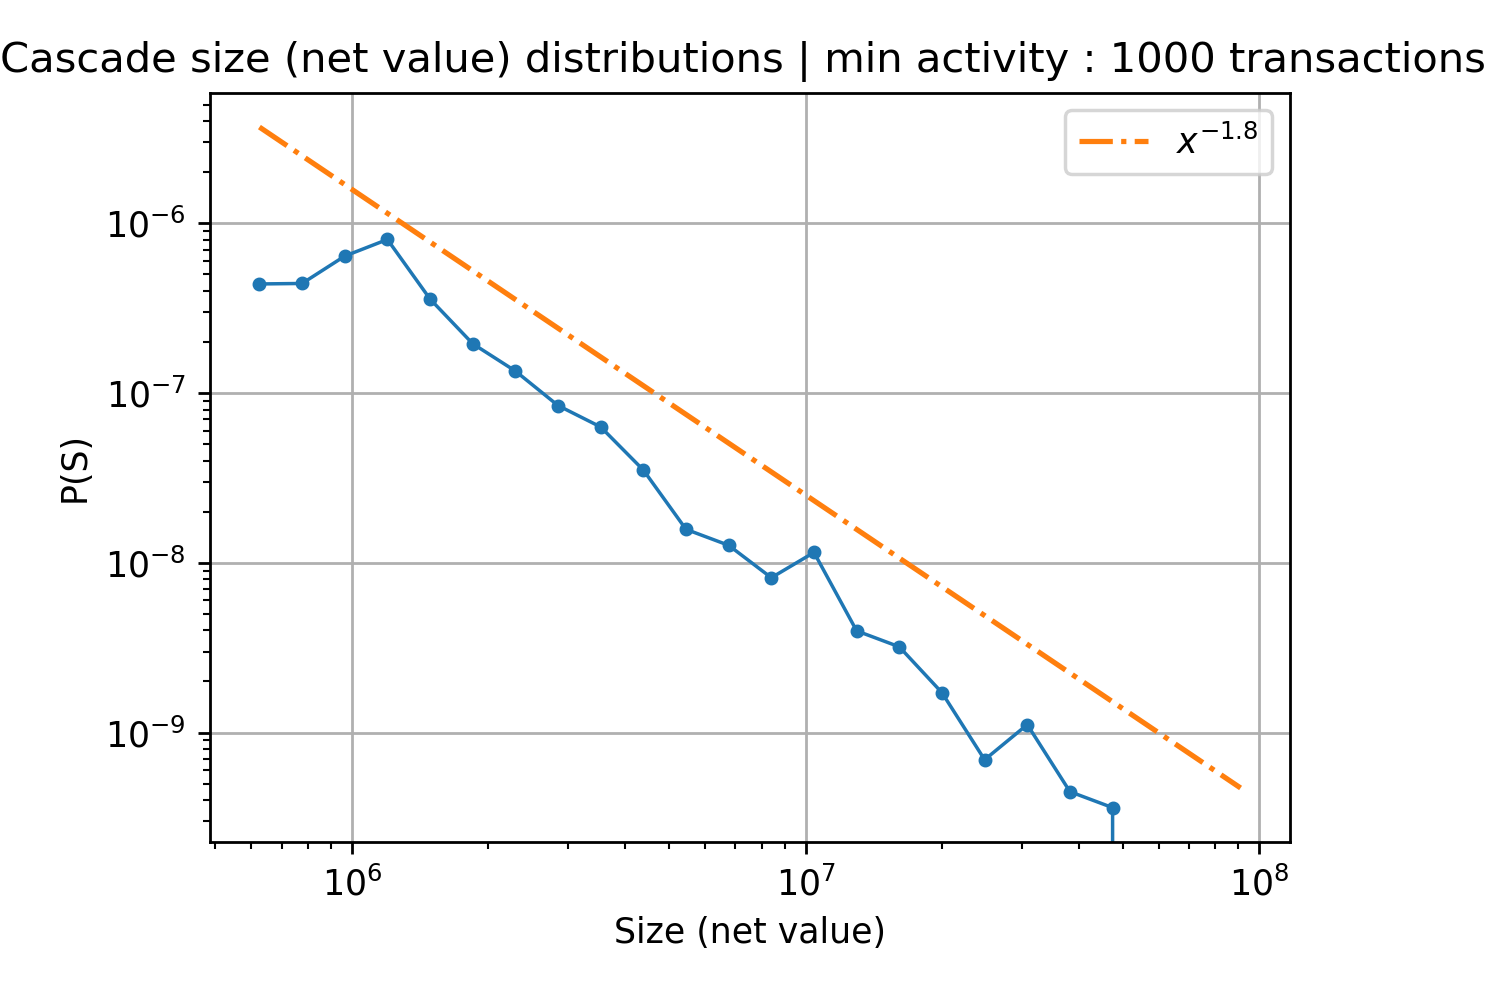 Cascade size (net value) distributions | min activity : 1000 transactions
x^{-1.8}
10^{-6}
10^{-7}
10^{-8}
10^{-9}
P(S)
10^6 10^7 10^8
Size (net value)